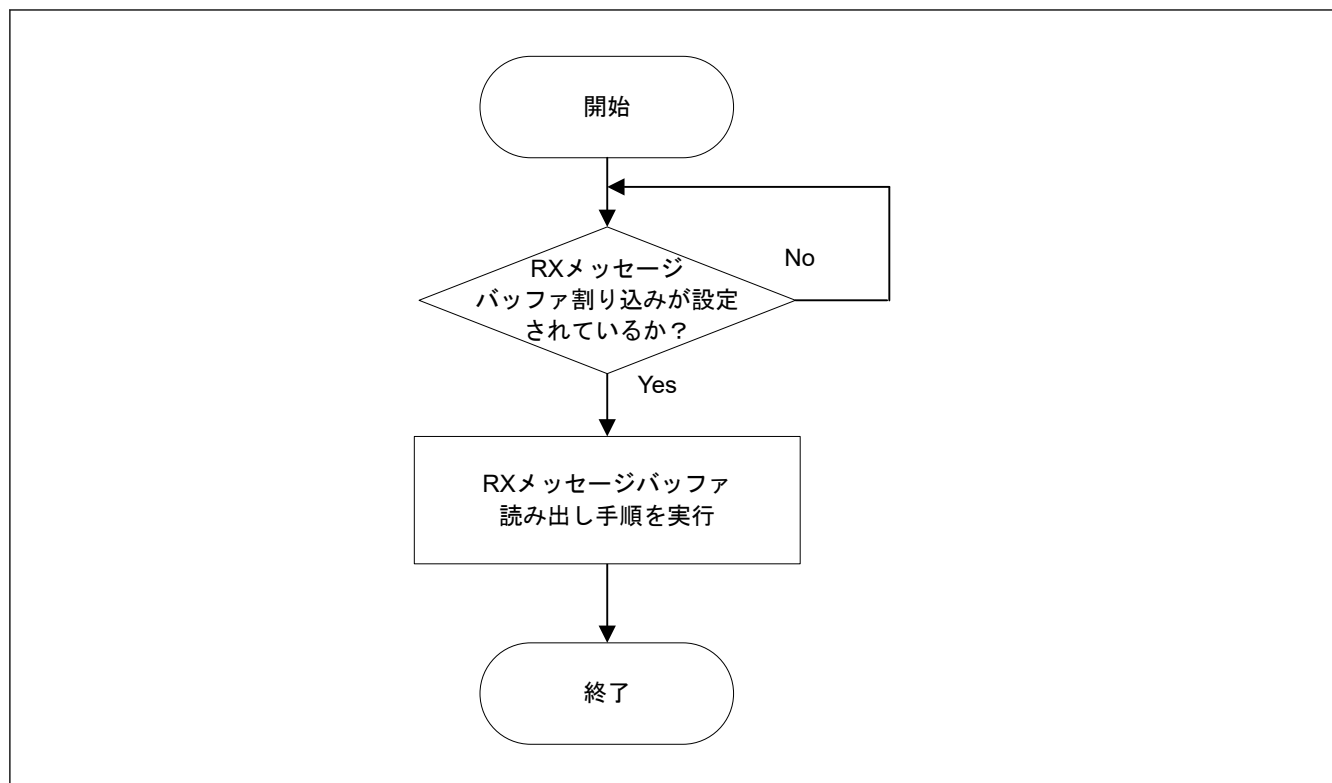 開始
RXメッセージ
バッファ割り込みが設定
されているか？
No
Yes
RXメッセージバッファ
読み出し手順を実行
終了